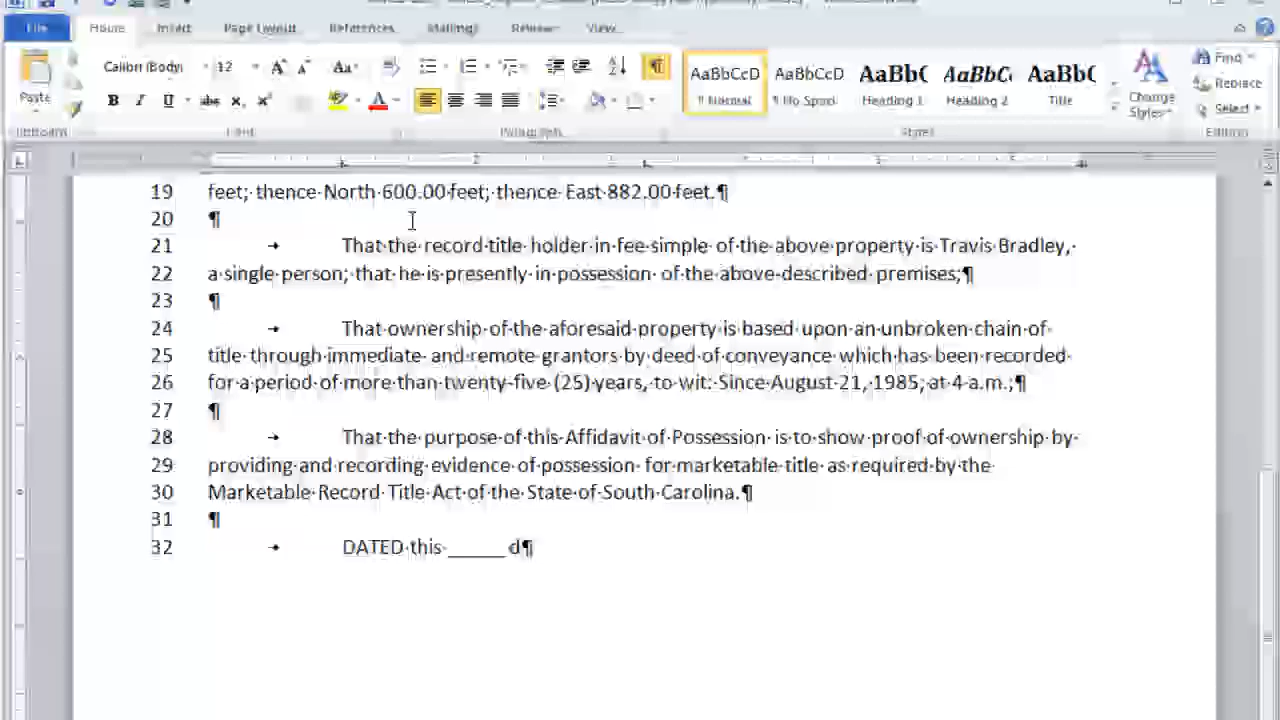 File Home Insert Page Layout References Mailings Review View
Calibri (Body) 12 Aa
Paste B I U abc x x A
AaBbCcD AaBbCcD AaBbC AaBbC AaBbC
¶ Normal Heading 1 Heading 2 Title
Change Styles
Find
Replace
Select
Clipboard Font Paragraph Styles Editing
19 feet; thence North 600.00 feet; thence East 882.00 feet.¶
20 ¶
21 That the record title holder in fee simple of the above property is Travis Bradley,
22 a single person; that he is presently in possession of the above-described premises;¶
23 ¶
24 That ownership of the aforesaid property is based upon an unbroken chain of
25 title through immediate and remote grantors by deed of conveyance which has been recorded
26 for a period of more than twenty-five (25) years, to wit: Since August 21, 1985; at 4 a.m.;¶
27 ¶
28 That the purpose of this Affidavit of Possession is to show proof of ownership by
29 providing and recording evidence of possession for marketable title as required by the
30 Marketable Record Title Act of the State of South Carolina.¶
31 ¶
32 DATED this ______ d¶